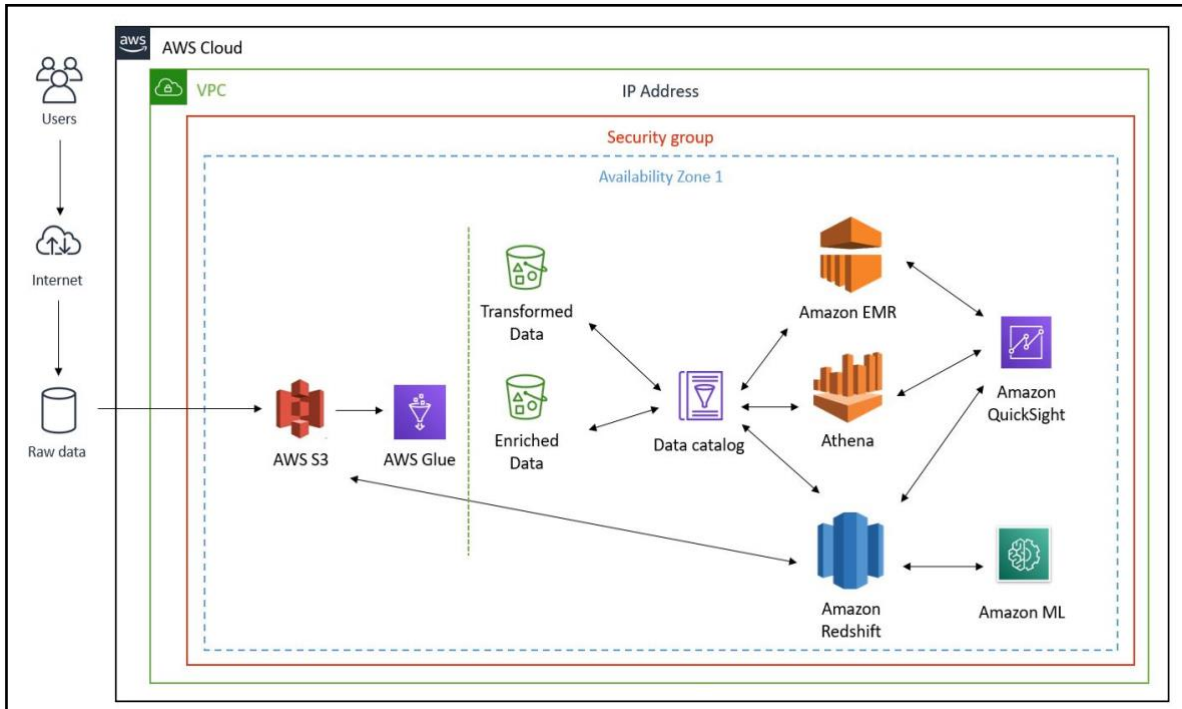 aws
AWS Cloud
VPC
IP Address
Security group
Availability Zone 1
Users
Internet
Raw data
AWS S3
AWS Glue
Transformed
Data
Enriched
Data
Data catalog
Amazon EMR
Athena
Amazon
Redshift
Amazon
QuickSight
Amazon ML